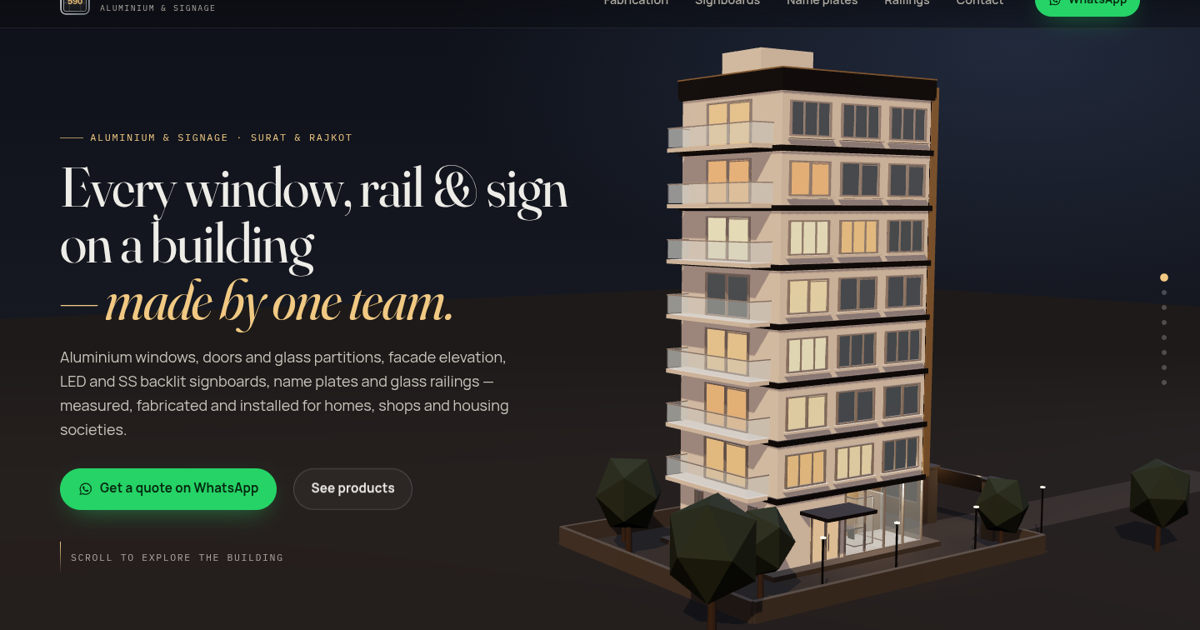 590
ALUMINIUM & SIGNAGE
Fabrication
Signboards
Name plates
Railings
Contact
WhatsApp
ALUMINIUM & SIGNAGE · SURAT & RAJKOT
Every window, rail & sign
on a building
— made by one team.
Aluminium windows, doors and glass partitions, facade elevation,
LED and SS backlit signboards, name plates and glass railings —
measured, fabricated and installed for homes, shops and housing
societies.
Get a quote on WhatsApp
See products
SCROLL TO EXPLORE THE BUILDING